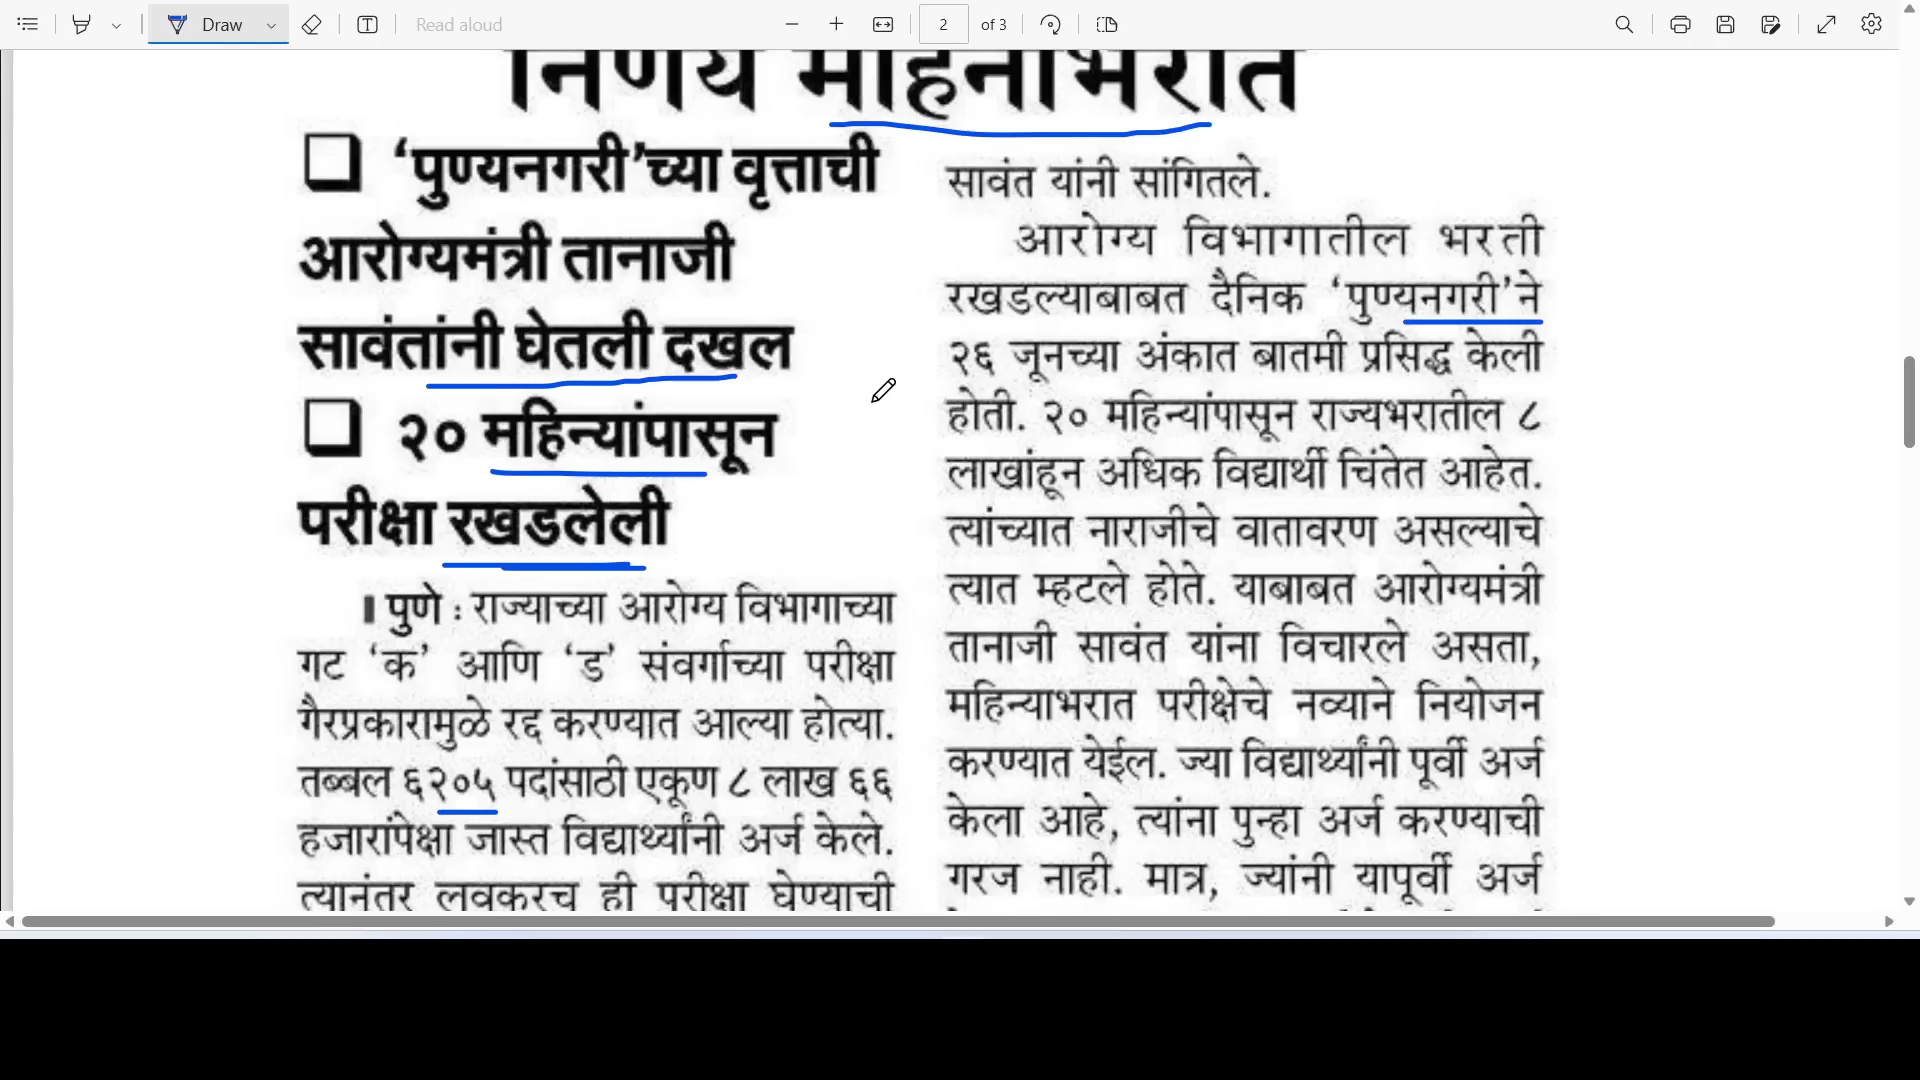 Draw
Read aloud
2 of 3
निर्णय महिनाभरात
❑ ‘पुण्यनगरी’च्या वृत्ताची
आरोग्यमंत्री तानाजी
सावंतांनी घेतली दखल
❑ २० महिन्यांपासून
परीक्षा रखडलेली
पुणे : राज्याच्या आरोग्य विभागाच्या
गट ‘क’ आणि ‘ड’ संवर्गाच्या परीक्षा
गैरप्रकारामुळे रद्द करण्यात आल्या होत्या.
तब्बल ६२०५ पदांसाठी एकूण ८ लाख ६६
हजारांपेक्षा जास्त विद्यार्थ्यांनी अर्ज केले.
त्यानंतर लवकरच ही परीक्षा घेण्याची
सावंत यांनी सांगितले.
आरोग्य विभागातील भरती
रखडल्याबाबत दैनिक ‘पुण्यनगरी’ने
२६ जूनच्या अंकात बातमी प्रसिद्ध केली
होती. २० महिन्यांपासून राज्यभरातील ८
लाखांहून अधिक विद्यार्थी चिंतेत आहेत.
त्यांच्यात नाराजीचे वातावरण असल्याचे
त्यात म्हटले होते. याबाबत आरोग्यमंत्री
तानाजी सावंत यांना विचारले असता,
महिन्याभरात परीक्षेचे नव्याने नियोजन
करण्यात येईल. ज्या विद्यार्थ्यांनी पूर्वी अर्ज
केला आहे, त्यांना पुन्हा अर्ज करण्याची
गरज नाही. मात्र, ज्यांनी यापूर्वी अर्ज